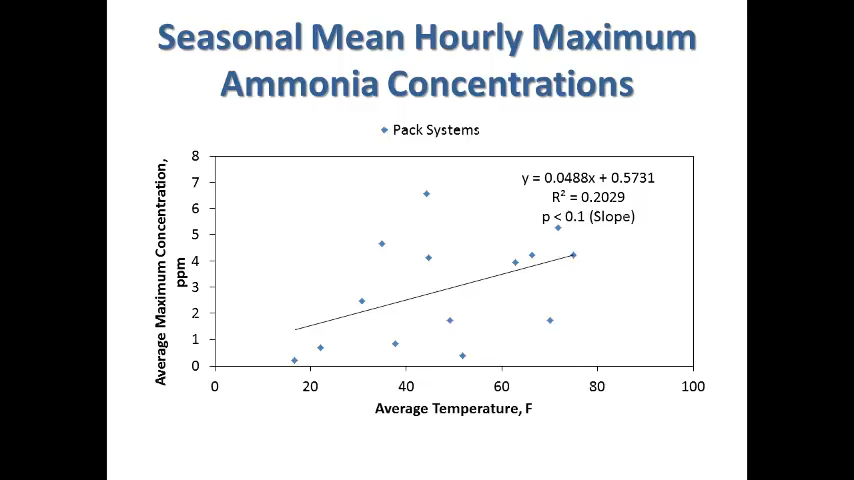 Seasonal Mean Hourly Maximum
Ammonia Concentrations
Pack Systems
Average Maximum Concentration,
ppm
8
7
6
5
4
3
2
1
0
y = 0.0488x + 0.5731
R² = 0.2029
p < 0.1 (Slope)
0 20 40 60 80 100
Average Temperature, F